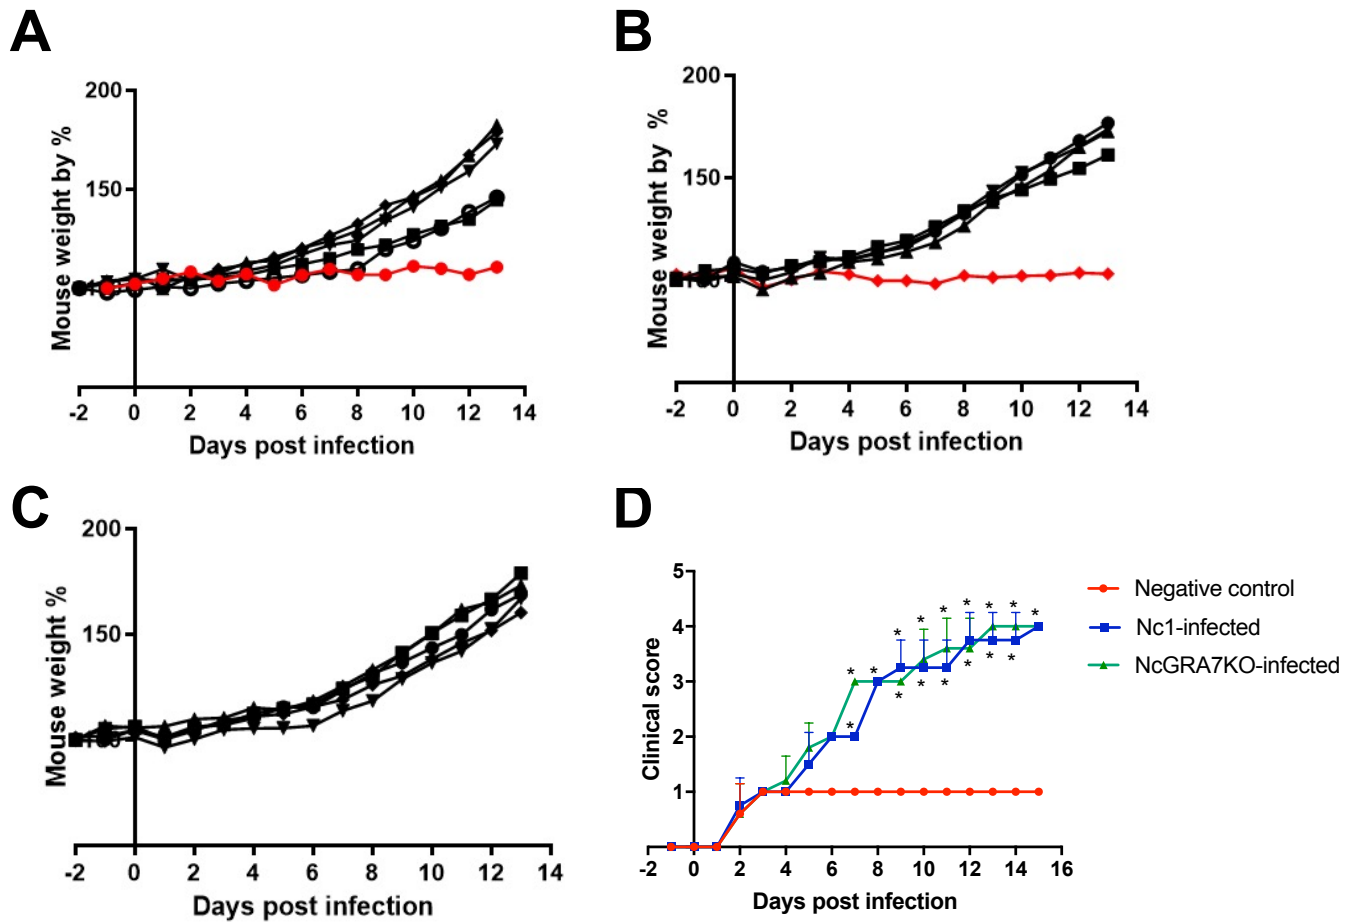 A
200
150
Mouse weight by %
-2 0 2 4 6 8 10 12 14
Days post infection
B
200
150
Mouse weight by %
-2 0 2 4 6 8 10 12 14
Days post infection
C
200
150
Mouse weight %
-2 0 2 4 6 8 10 12 14
Days post infection
D
5
4
3
2
1
Clinical score
* * * * * * * * *
* * * * * * *
-2 0 2 4 6 8 10 12 14 16
Days post infection
Negative control
Nc1-infected
NcGRA7KO-infected